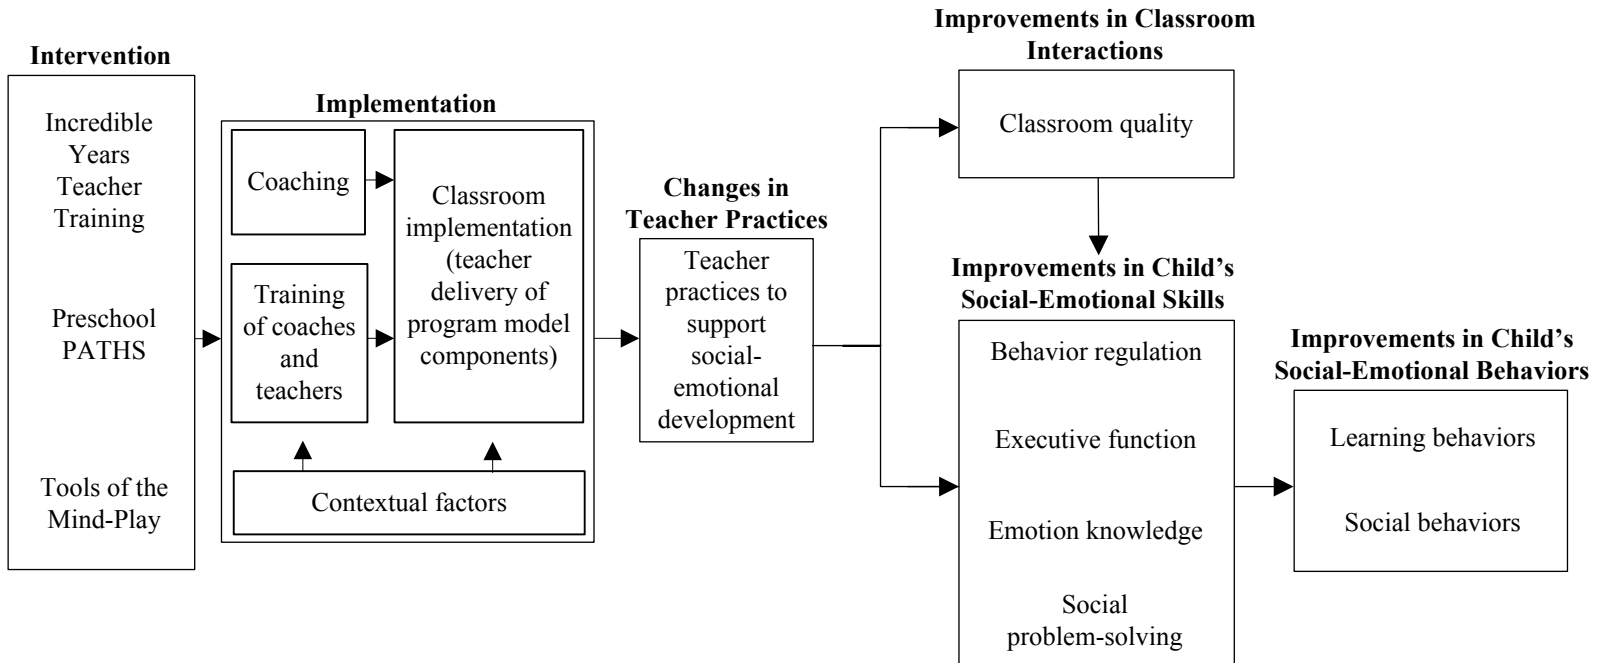 Intervention
Incredible
Years
Teacher
Training
Preschool
PATHS
Tools of the
Mind-Play
Implementation
Coaching
Training
of coaches
and
teachers
Classroom
implementation
(teacher
delivery of
program model
components)
Contextual factors
Changes in
Teacher Practices
Teacher
practices to
support
social-
emotional
development
Improvements in Classroom
Interactions
Classroom quality
Improvements in Child’s
Social-Emotional Skills
Behavior regulation
Executive function
Emotion knowledge
Social
problem-solving
Improvements in Child’s
Social-Emotional Behaviors
Learning behaviors
Social behaviors